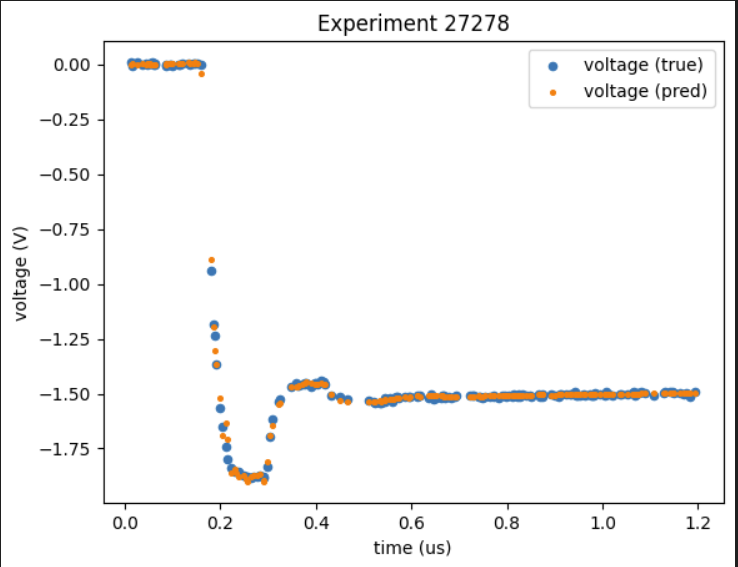 Experiment 27278
voltage (true)
voltage (pred)
0.00
−0.25
−0.50
−0.75
−1.00
−1.25
−1.50
−1.75
voltage (V)
0.0 0.2 0.4 0.6 0.8 1.0 1.2
time (us)